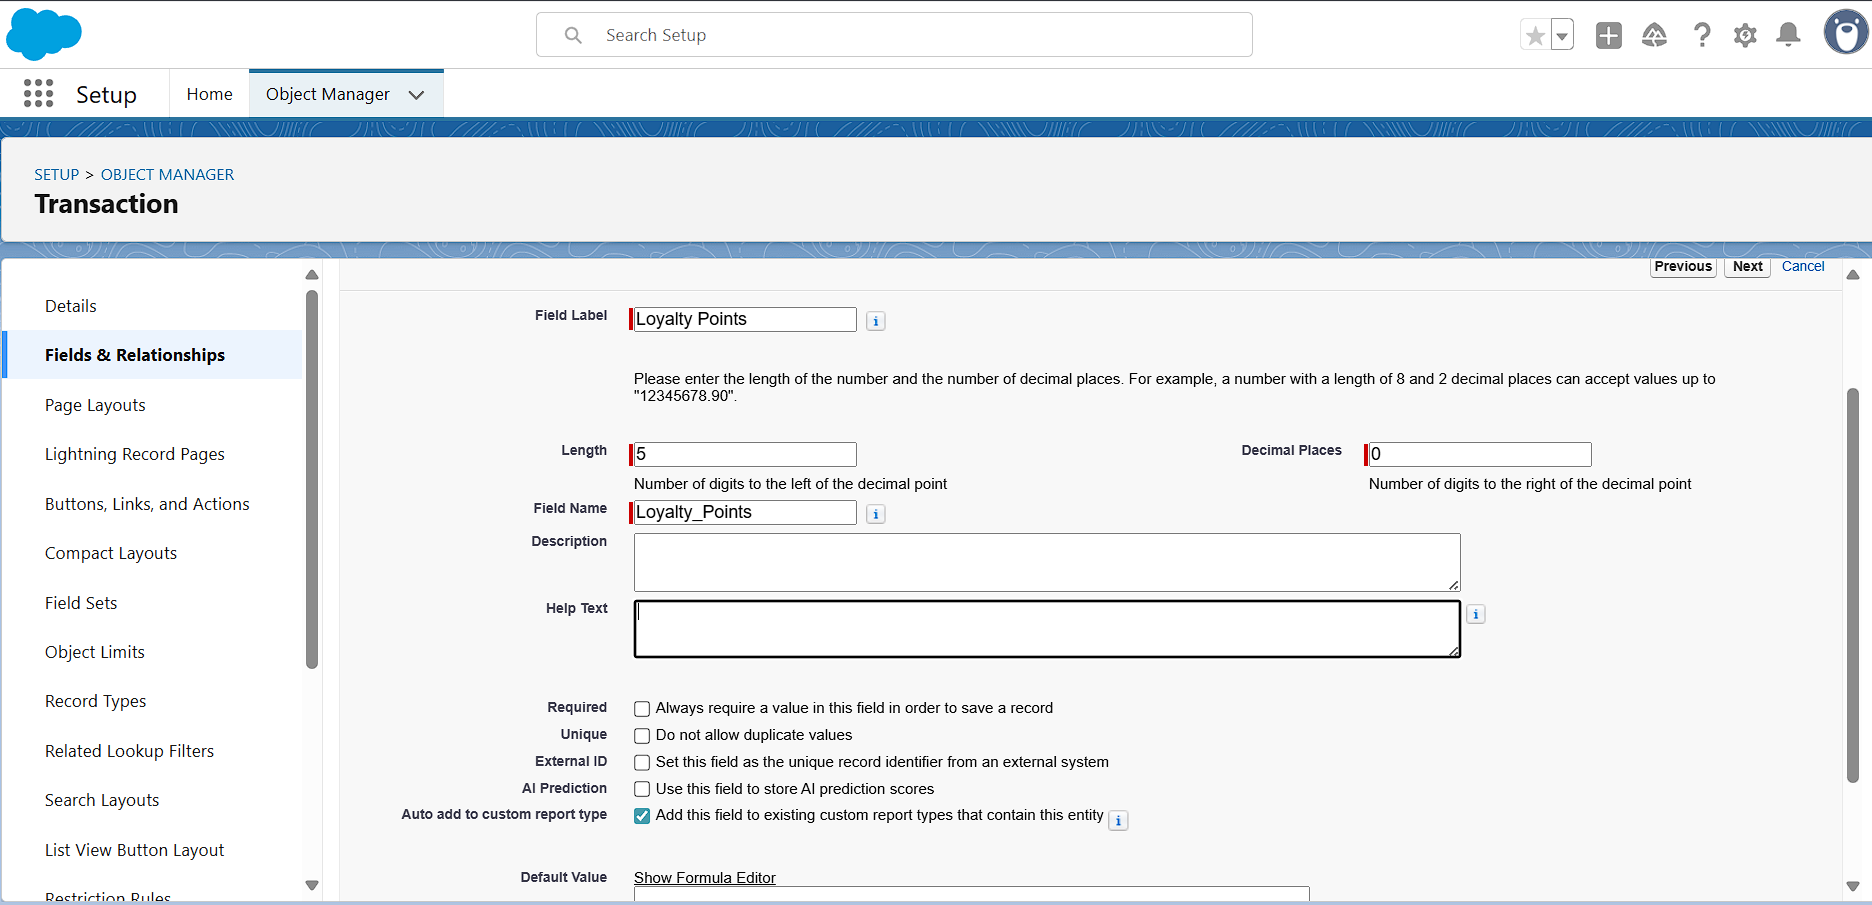 Search Setup
Setup
Home
Object Manager
SETUP > OBJECT MANAGER
Transaction
Details
Fields & Relationships
Page Layouts
Lightning Record Pages
Buttons, Links, and Actions
Compact Layouts
Field Sets
Object Limits
Record Types
Related Lookup Filters
Search Layouts
List View Button Layout
Restriction Rules
Previous Next Cancel
Field Label Loyalty Points
Please enter the length of the number and the number of decimal places. For example, a number with a length of 8 and 2 decimal places can accept values up to
"12345678.90".
Length 5 Decimal Places 0
Number of digits to the left of the decimal point Number of digits to the right of the decimal point
Field Name Loyalty_Points
Description
Help Text
Required Always require a value in this field in order to save a record
Unique Do not allow duplicate values
External ID Set this field as the unique record identifier from an external system
AI Prediction Use this field to store AI prediction scores
Auto add to custom report type Add this field to existing custom report types that contain this entity
Default Value Show Formula Editor